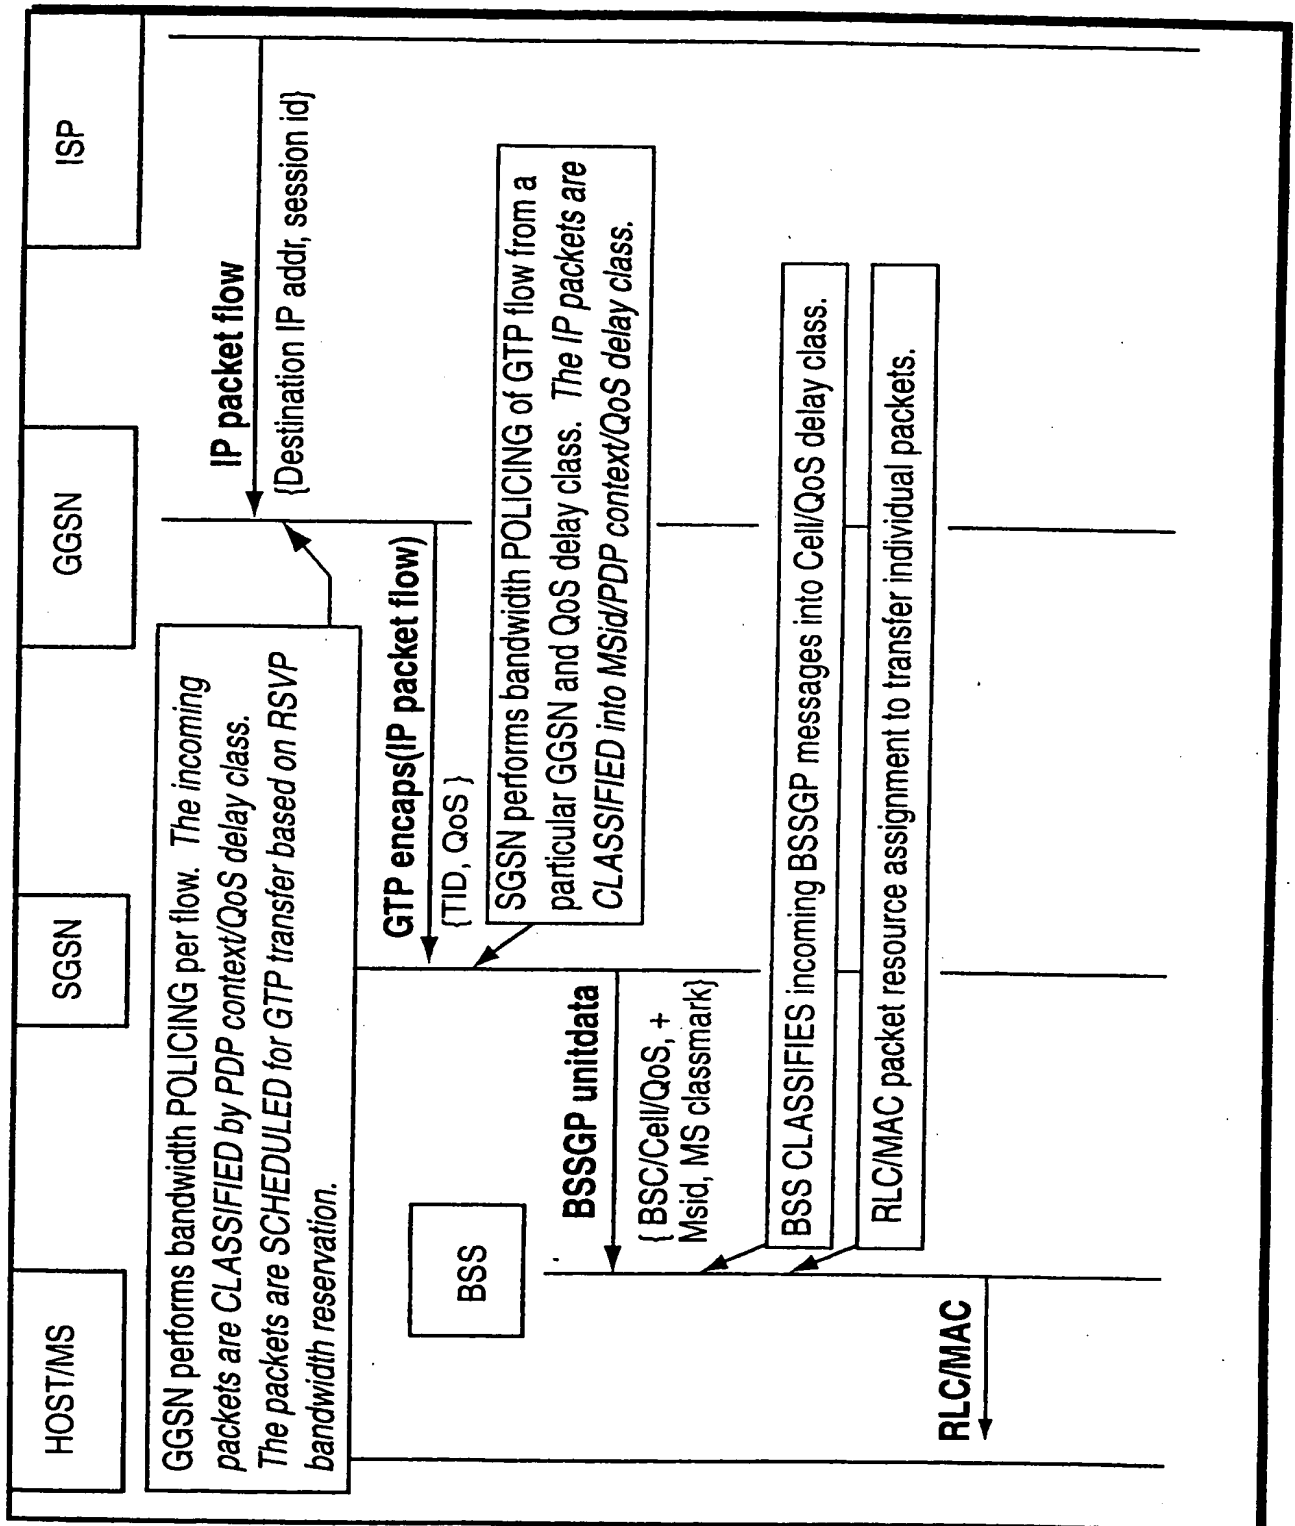 HOST/MS
SGSN
GGSN
ISP
GGSN performs bandwidth POLICING per flow. The incoming
packets are CLASSIFIED by PDP context/QoS delay class.
The packets are SCHEDULED for GTP transfer based on RSVP
bandwidth reservation.
IP packet flow
{Destination IP addr, session id}
GTP encaps(IP packet flow)
{TID, QoS }
BSS
SGSN performs bandwidth POLICING of GTP flow from a
particular GGSN and QoS delay class. The IP packets are
CLASSIFIED into MSid/PDP context/QoS delay class.
BSSGP unitdata
{ BSC/Cell/QoS, +
Msid, MS classmark}
BSS CLASSIFIES incoming BSSGP messages into Cell/QoS delay class.
RLC/MAC packet resource assignment to transfer individual packets.
RLC/MAC